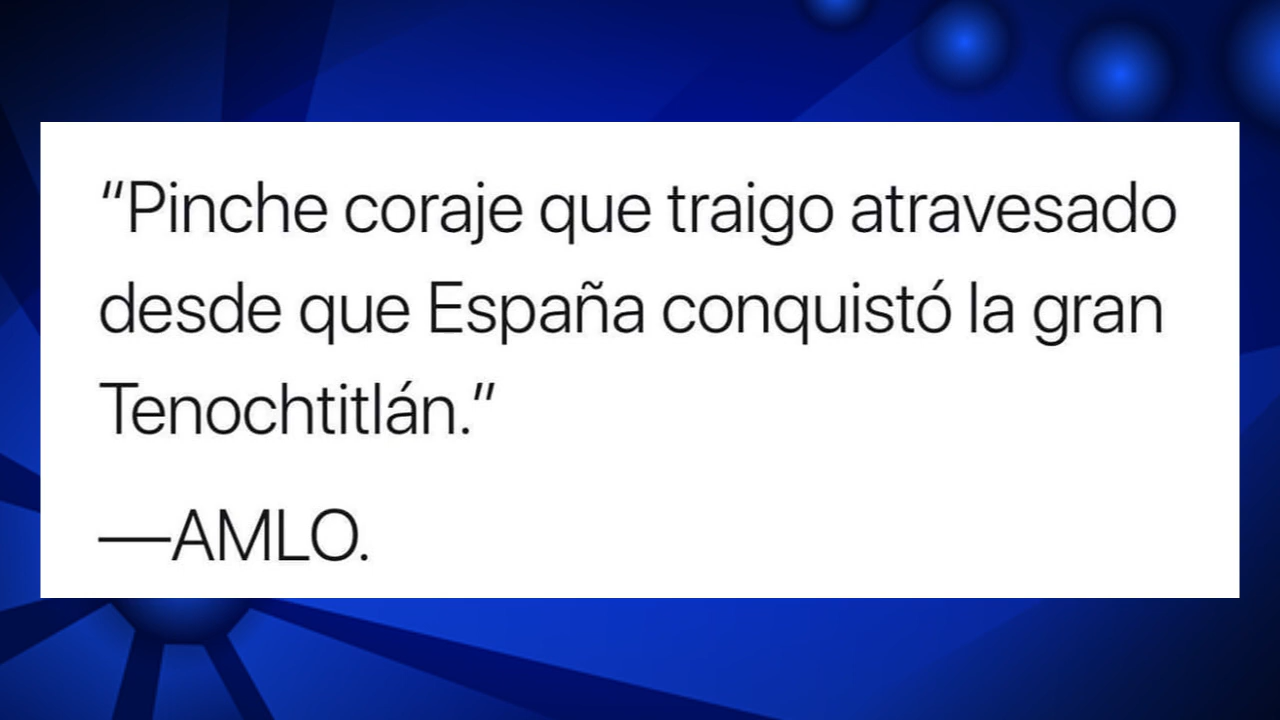 “Pinche coraje que traigo atravesado
desde que España conquistó la gran
Tenochtitlán.”
—AMLO.